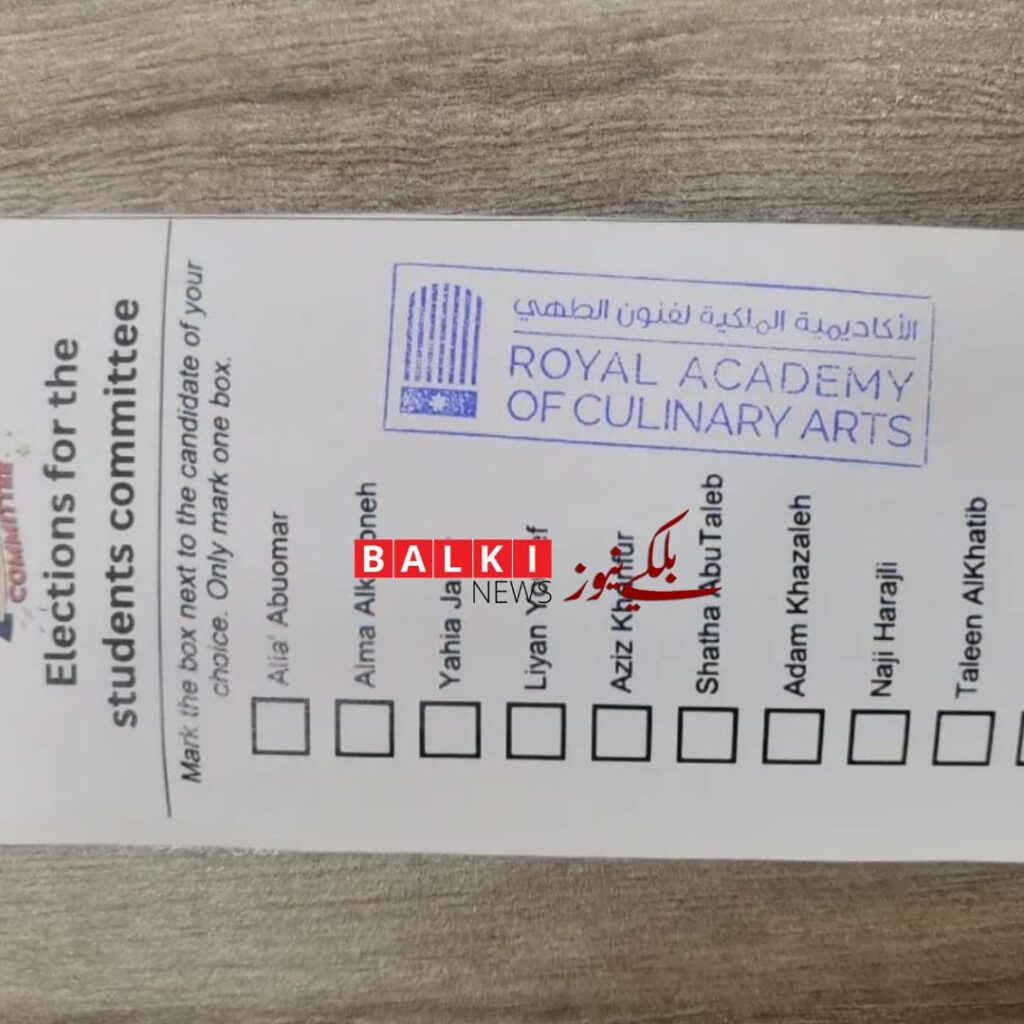 COMMITTEE
Elections for the
students committee
Mark the box next to the candidate of your
choice. Only mark one box.
Alia' Abuomar
Alma
Yahia
Liyan
Aziz
Shatha AbuTaleb
Adam Khazaleh
Naji Harajli
Taleen AlKhatib
الأكاديمية الملكية لفنون الطهي
ROYAL ACADEMY
OF CULINARY ARTS
BALKI
NEWS
بلكي نيوز